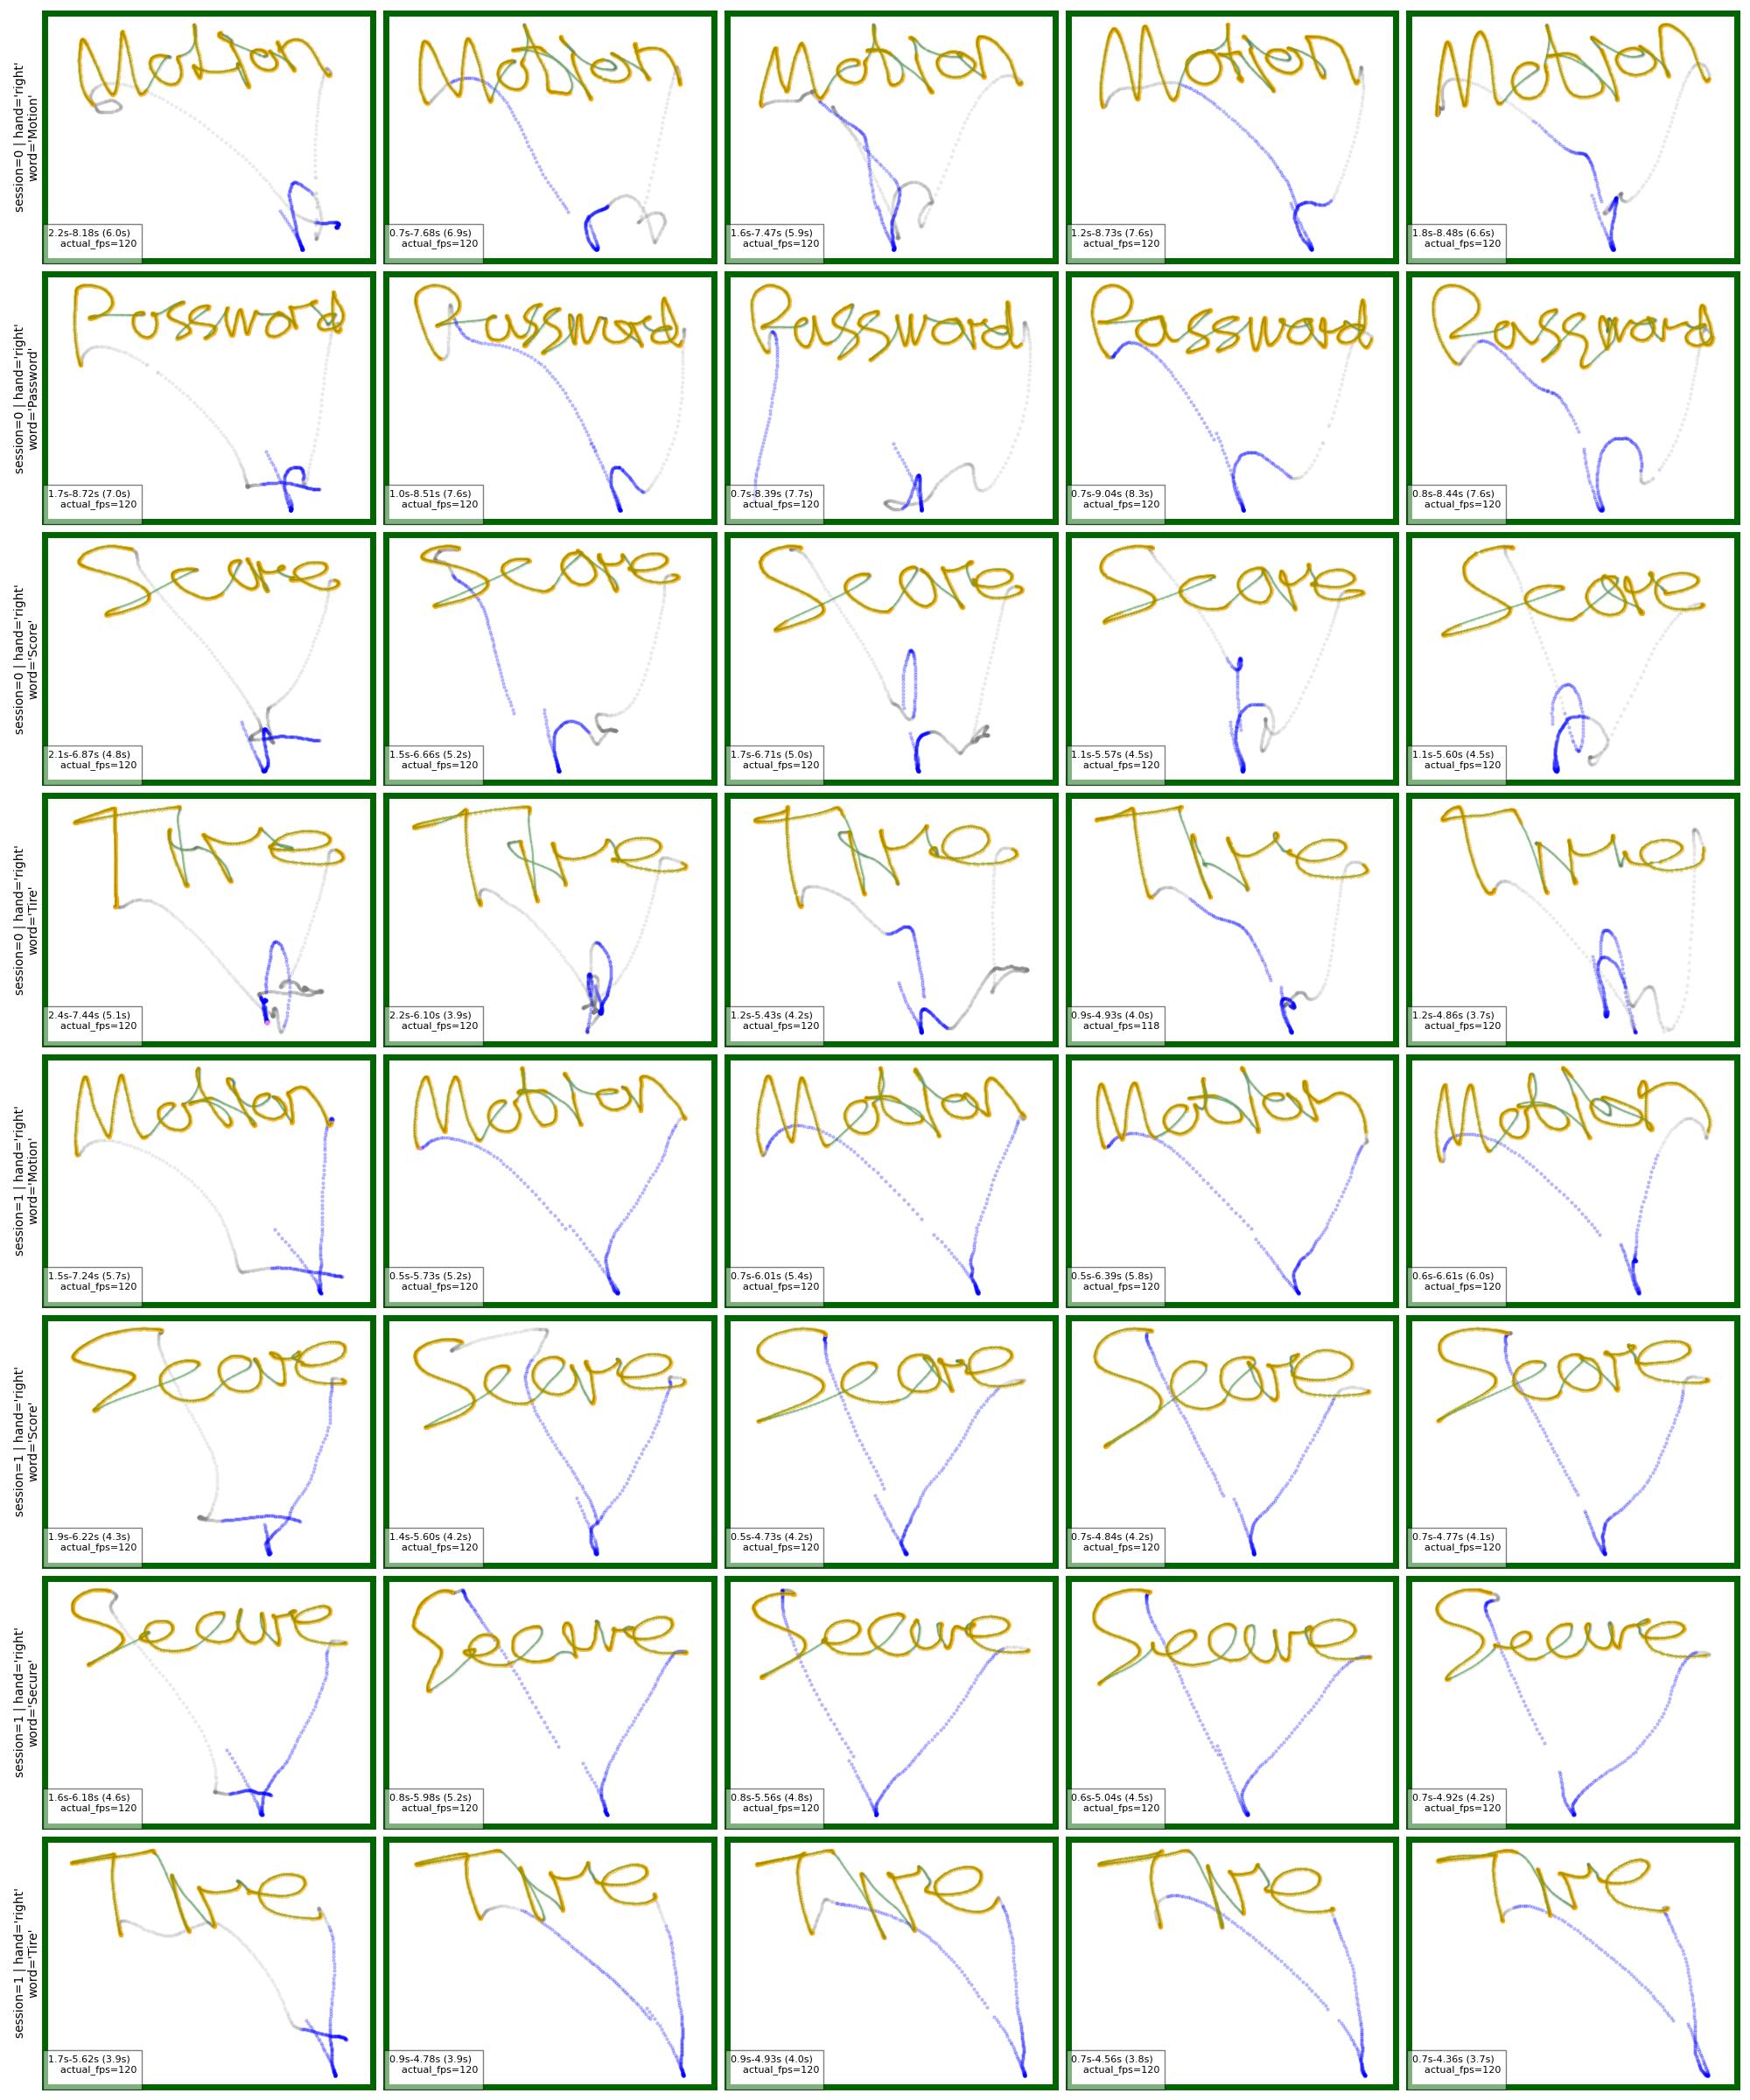 session=0 | hand='right'
word='Motion'
Motion Motion Motion Motion Motion
2.2s-8.18s (6.0s) 0.7s-7.68s (6.9s) 1.6s-7.47s (5.9s) 1.2s-8.73s (7.6s) 1.8s-8.48s (6.6s)
actual_fps=120 actual_fps=120 actual_fps=120 actual_fps=120 actual_fps=120
session=0 | hand='right'
word='Password'
Password Password Password Password Password
1.7s-8.72s (7.0s) 1.0s-8.51s (7.6s) 0.7s-8.39s (7.7s) 0.7s-9.04s (8.3s) 0.8s-8.44s (7.6s)
actual_fps=120 actual_fps=120 actual_fps=120 actual_fps=120 actual_fps=120
session=0 | hand='right'
word='Score'
Score Score Score Score Score
2.1s-6.87s (4.8s) 1.5s-6.66s (5.2s) 1.7s-6.71s (5.0s) 1.1s-5.57s (4.5s) 1.1s-5.60s (4.5s)
actual_fps=120 actual_fps=120 actual_fps=120 actual_fps=120 actual_fps=120
session=0 | hand='right'
word='Tire'
Tire Tire Tire Tire Tire
2.4s-7.44s (5.1s) 2.2s-6.10s (3.9s) 1.2s-5.43s (4.2s) 0.9s-4.93s (4.0s) 1.2s-4.86s (3.7s)
actual_fps=120 actual_fps=120 actual_fps=120 actual_fps=118 actual_fps=120
session=1 | hand='right'
word='Motion'
Motion Motion Motion Motion Motion
1.5s-7.24s (5.7s) 0.5s-5.73s (5.2s) 0.7s-6.01s (5.4s) 0.5s-6.39s (5.8s) 0.6s-6.61s (6.0s)
actual_fps=120 actual_fps=120 actual_fps=120 actual_fps=120 actual_fps=120
session=1 | hand='right'
word='Score'
Score Score Score Score Score
1.9s-6.22s (4.3s) 1.4s-5.60s (4.2s) 0.5s-4.73s (4.2s) 0.7s-4.84s (4.2s) 0.7s-4.77s (4.1s)
actual_fps=120 actual_fps=120 actual_fps=120 actual_fps=120 actual_fps=120
session=1 | hand='right'
word='Secure'
Secure Secure Secure Secure Secure
1.6s-6.18s (4.6s) 0.8s-5.98s (5.2s) 0.8s-5.56s (4.8s) 0.6s-5.04s (4.5s) 0.7s-4.92s (4.2s)
actual_fps=120 actual_fps=120 actual_fps=120 actual_fps=120 actual_fps=120
session=1 | hand='right'
word='Tire'
Tire Tire Tire Tire Tire
1.7s-5.62s (3.9s) 0.9s-4.78s (3.9s) 0.9s-4.93s (4.0s) 0.7s-4.56s (3.8s) 0.7s-4.36s (3.7s)
actual_fps=120 actual_fps=120 actual_fps=120 actual_fps=120 actual_fps=120